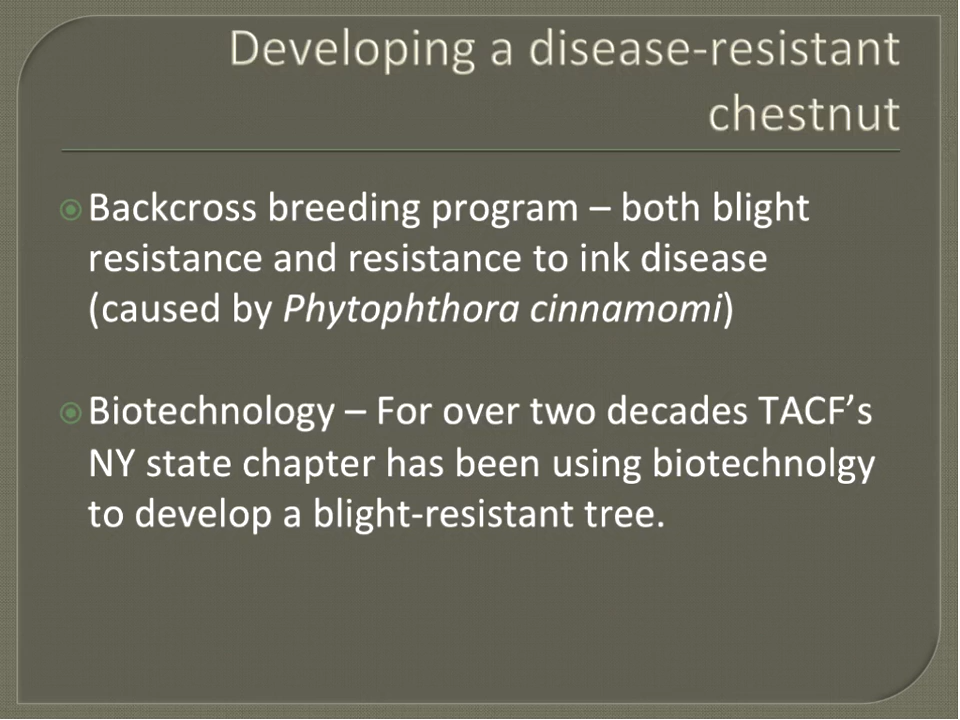 Developing a disease-resistant
chestnut
Backcross breeding program – both blight
resistance and resistance to ink disease
(caused by Phytophthora cinnamomi)
Biotechnology – For over two decades TACF’s
NY state chapter has been using biotechnolgy
to develop a blight-resistant tree.